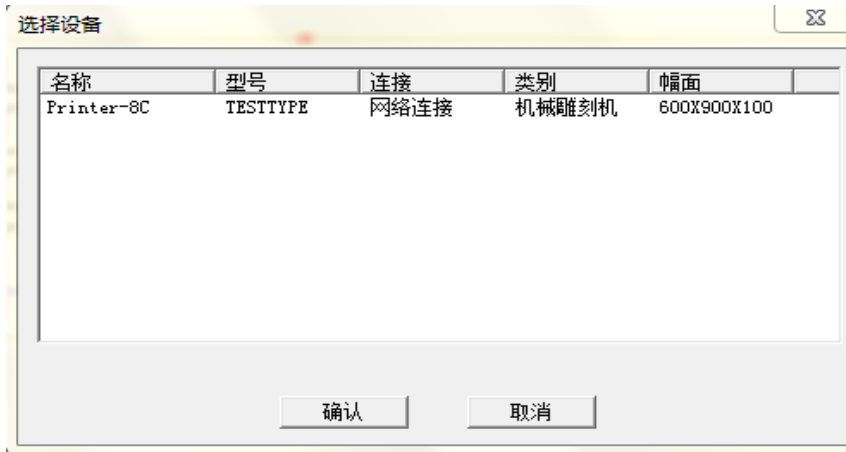 选择设备
名称 型号 连接 类别 幅面
Printer-8C TESTTYPE 网络连接 机械雕刻机 600X900X100
确认 取消